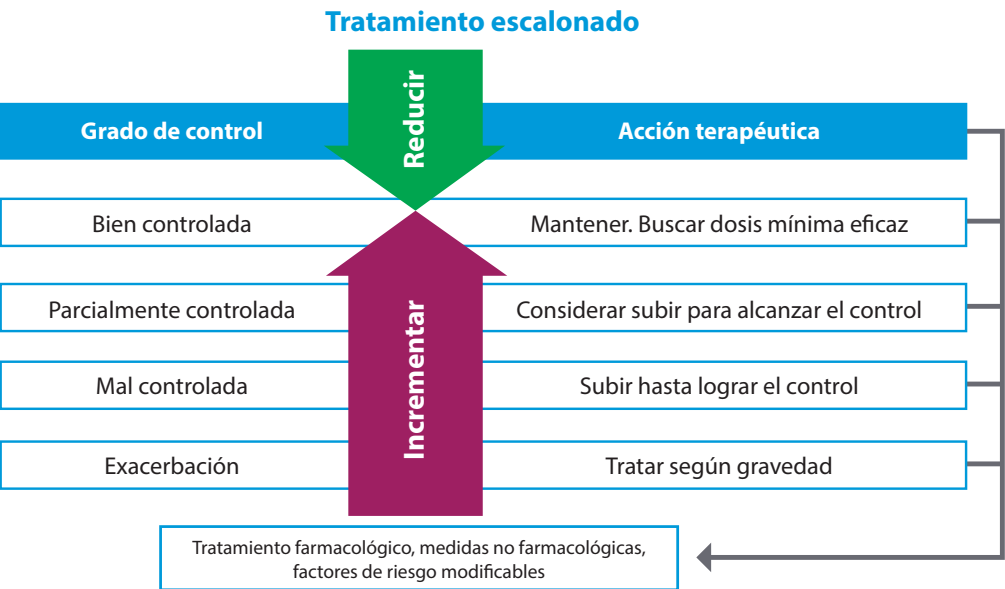 Tratamiento escalonado
Reducir
Grado de control
Acción terapéutica
Bien controlada
Mantener. Buscar dosis mínima eficaz
Incrementar
Parcialmente controlada
Considerar subir para alcanzar el control
Mal controlada
Subir hasta lograr el control
Exacerbación
Tratar según gravedad
Tratamiento farmacológico, medidas no farmacológicas,
factores de riesgo modificables